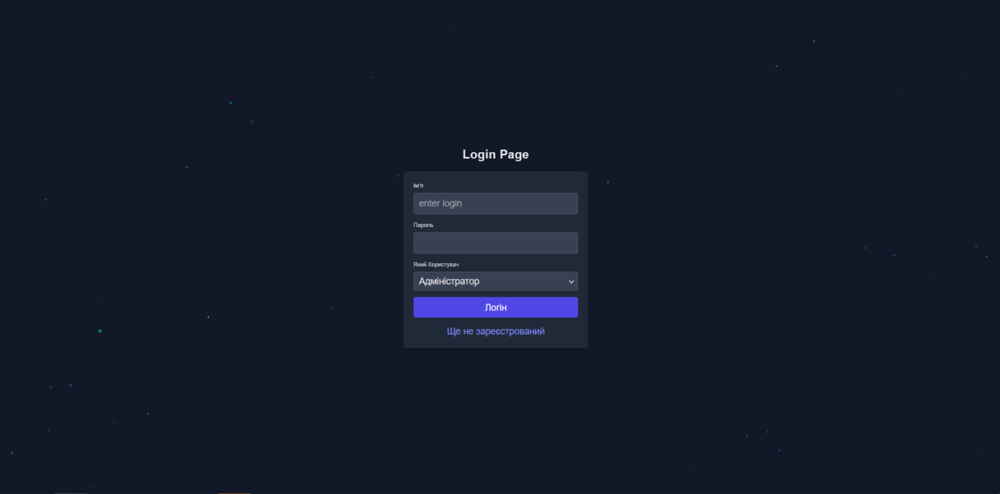 Login Page
Ім'я
enter login
Пароль
Який Користувач
Адміністратор
Логін
Ще не зареєстрований